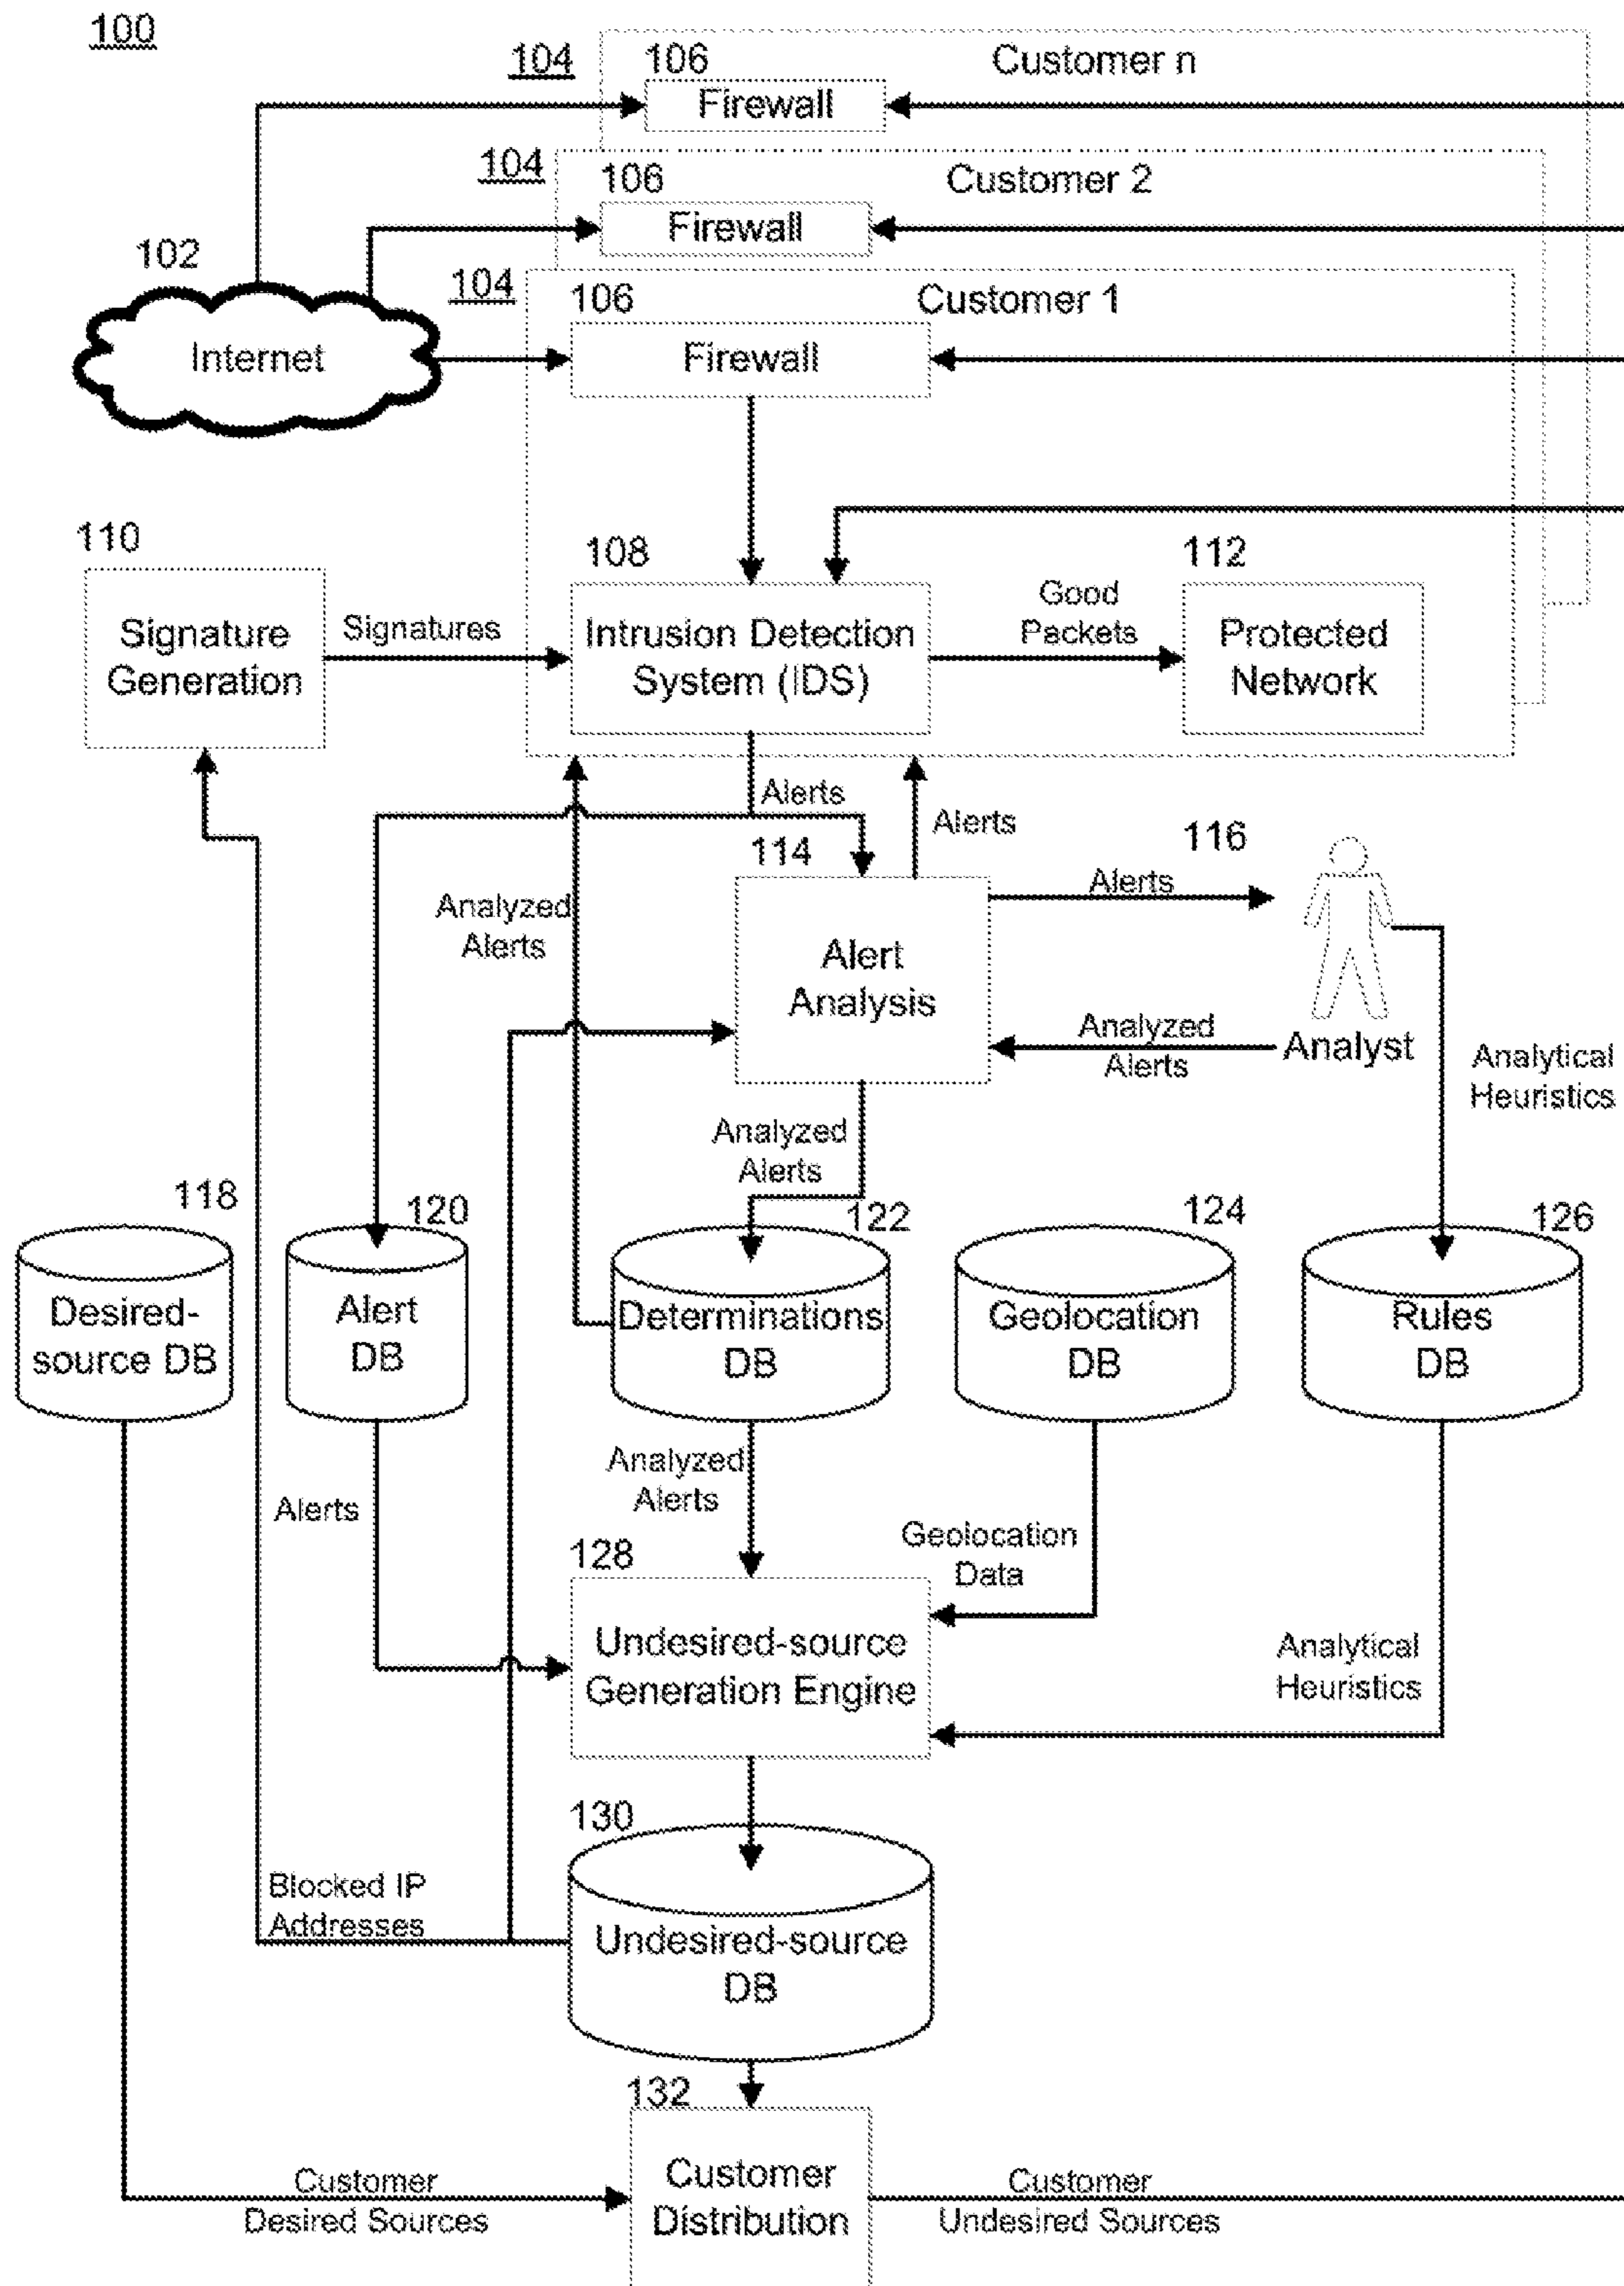 100
104
106
Customer n
Firewall
104
106
Customer 2
Firewall
102
104
106
Customer 1
Internet
Firewall
110
108
112
Signature
Generation
Signatures
Intrusion Detection
System (IDS)
Good
Packets
Protected
Network
Alerts
Alerts
114
116
Analyzed
Alerts
Alerts
Alert
Analysis
Analyzed
Alerts
Analyst
Analytical
Heuristics
Analyzed
Alerts
118
120
122
124
126
Desired-
source DB
Alert
DB
Determinations
DB
Geolocation
DB
Rules
DB
Analyzed
Alerts
Alerts
Geolocation
Data
128
Undesired-source
Generation Engine
Analytical
Heuristics
130
Blocked IP
Addresses
Undesired-source
DB
132
Customer
Desired Sources
Customer
Distribution
Customer
Undesired Sources